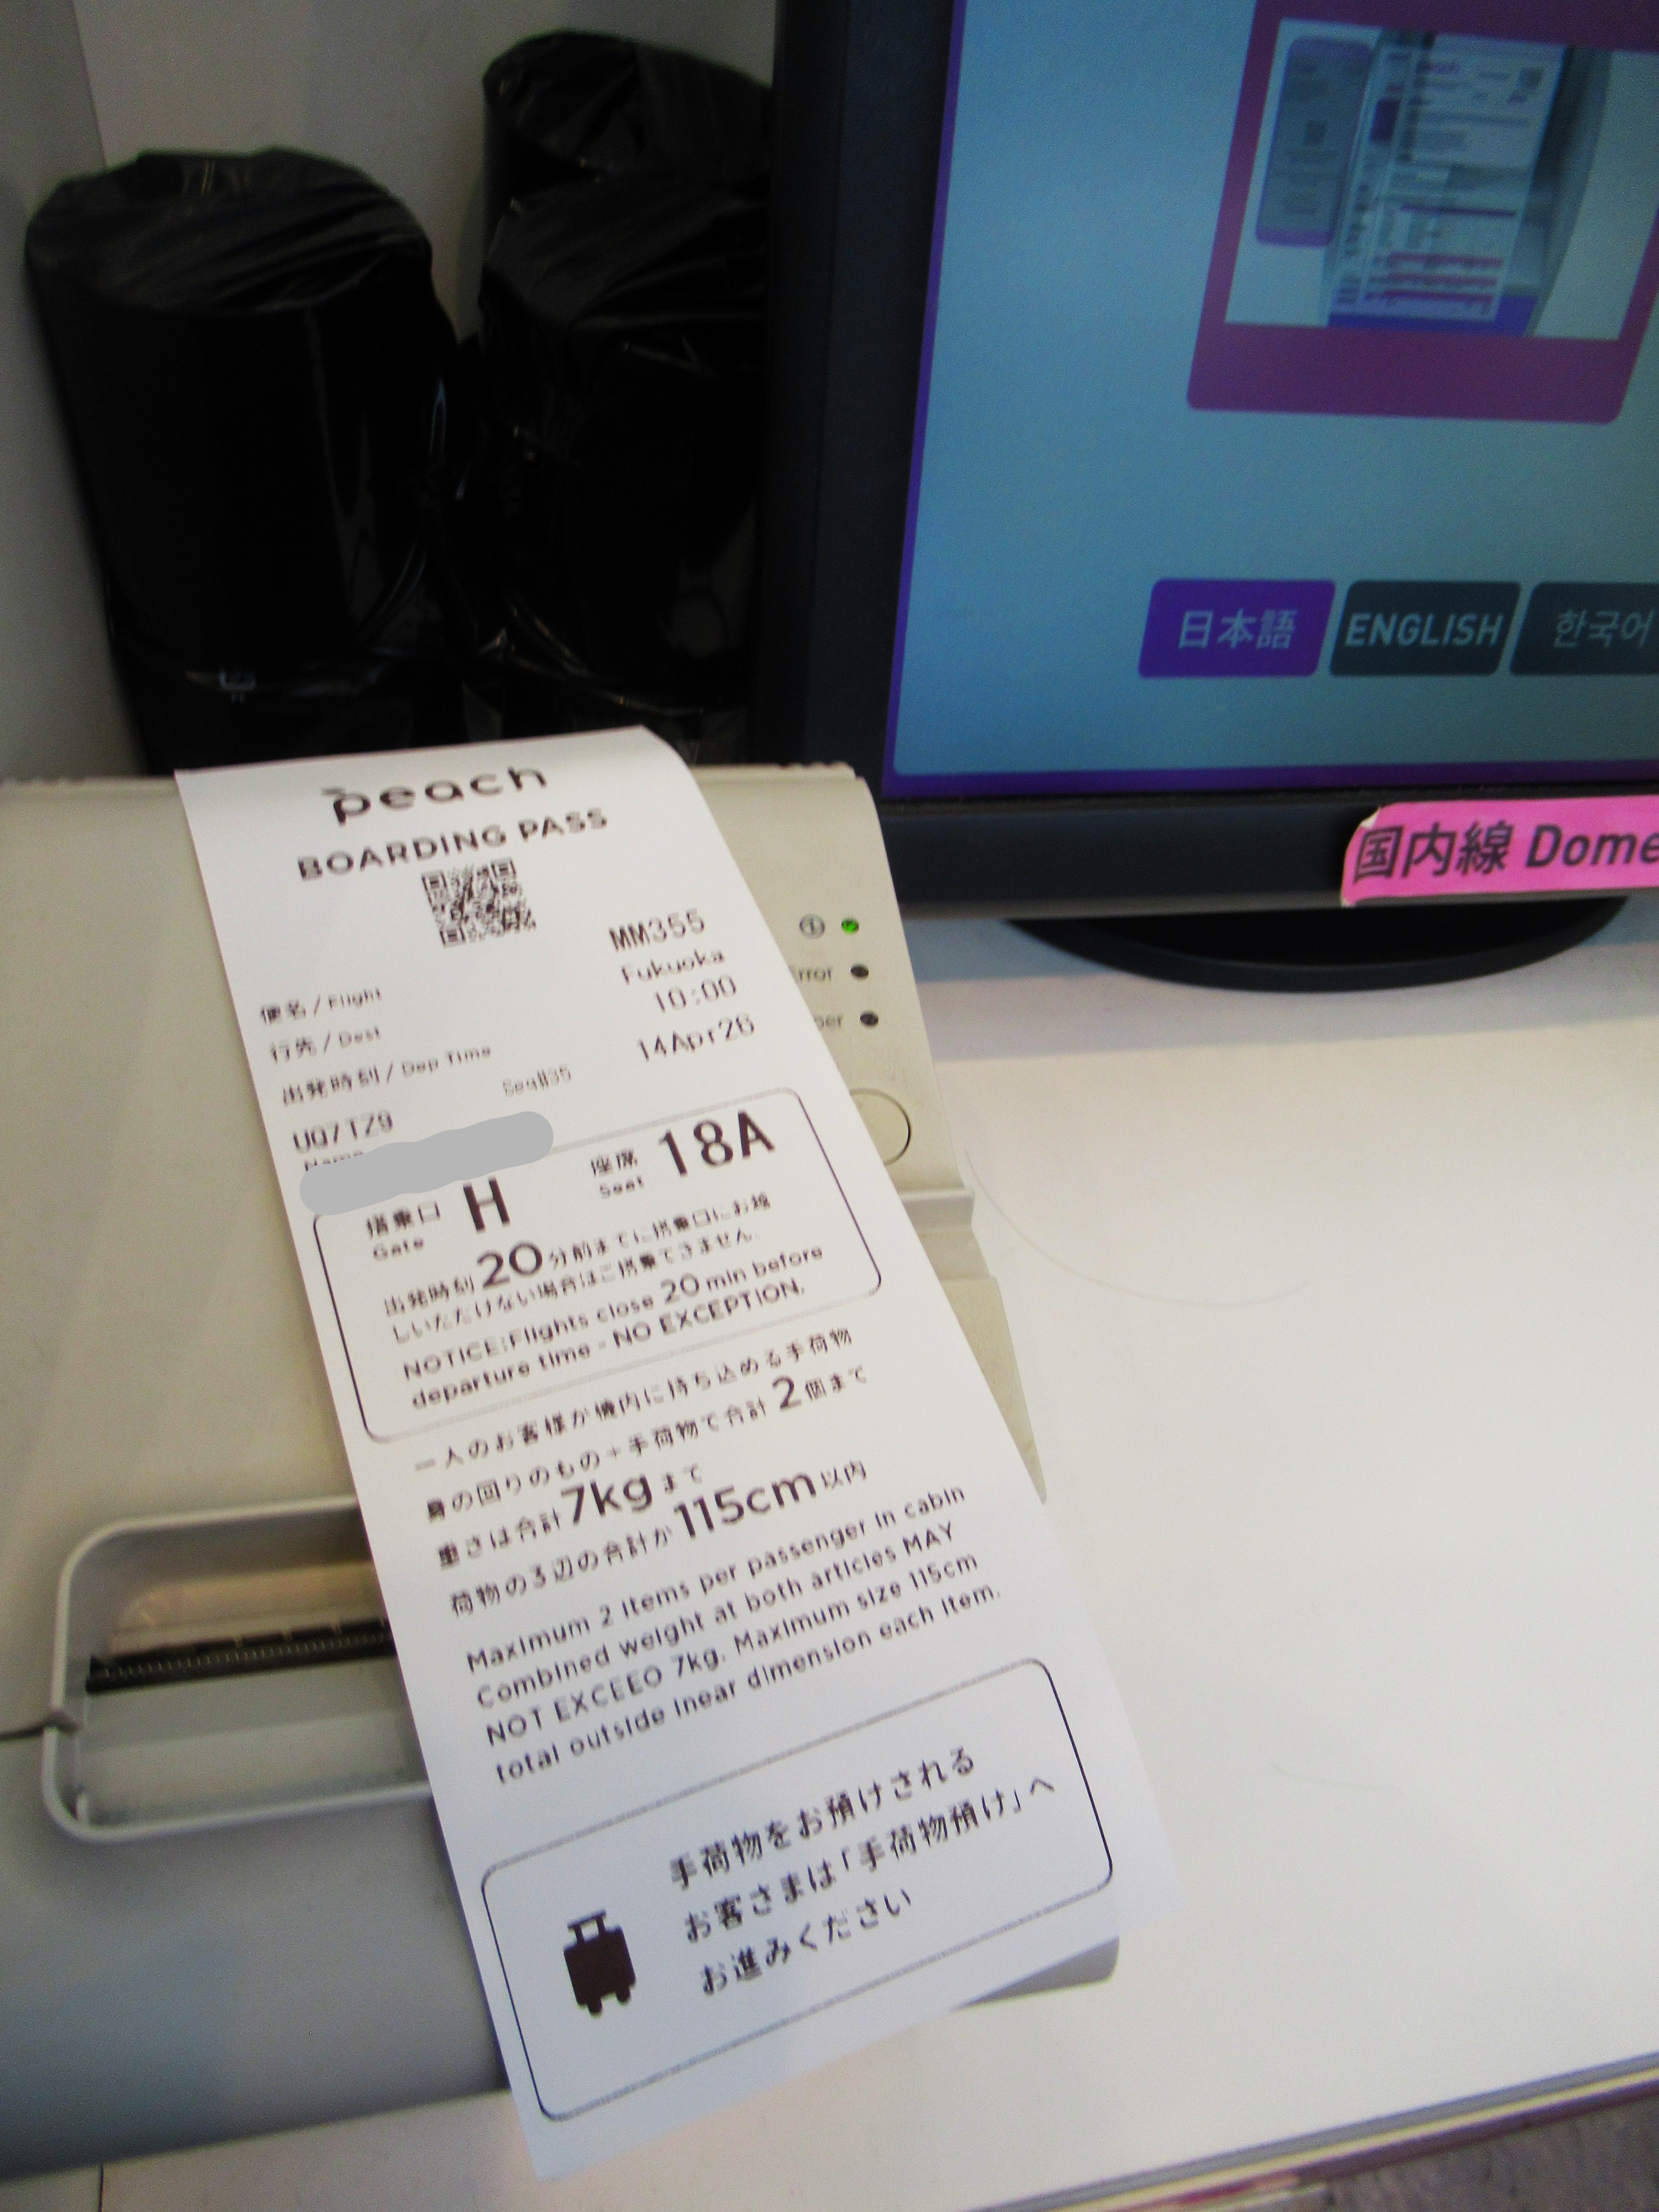 日本語
ENGLISH
한국어
国内線 Dome
peach
BOARDING PASS
便名 / Flight MM355
行先 / Dest Fukuoka
出発時刻 / Dep Time 10:00
UQ7TZ9 Seq#35 14Apr26
Name
搭乗口 H 座席 18A
Gate Seat
出発時刻20分前までに搭乗口にお越
しいただけない場合はご搭乗できません。
NOTICE:Flights close 20 min before
departure time - NO EXCEPTION.
一人のお客様が機内に持ち込める手荷物
身の回りのもの+手荷物で合計2個まで
重さは合計7kgまで
荷物の3辺の合計が115cm以内
Maximum 2 items per passenger in cabin
Combined weight at both articles MAY
NOT EXCEEO 7kg. Maximum size 115cm
total outside inear dimension each item.
手荷物をお預けされる
お客さまは「手荷物預け」へ
お進みください